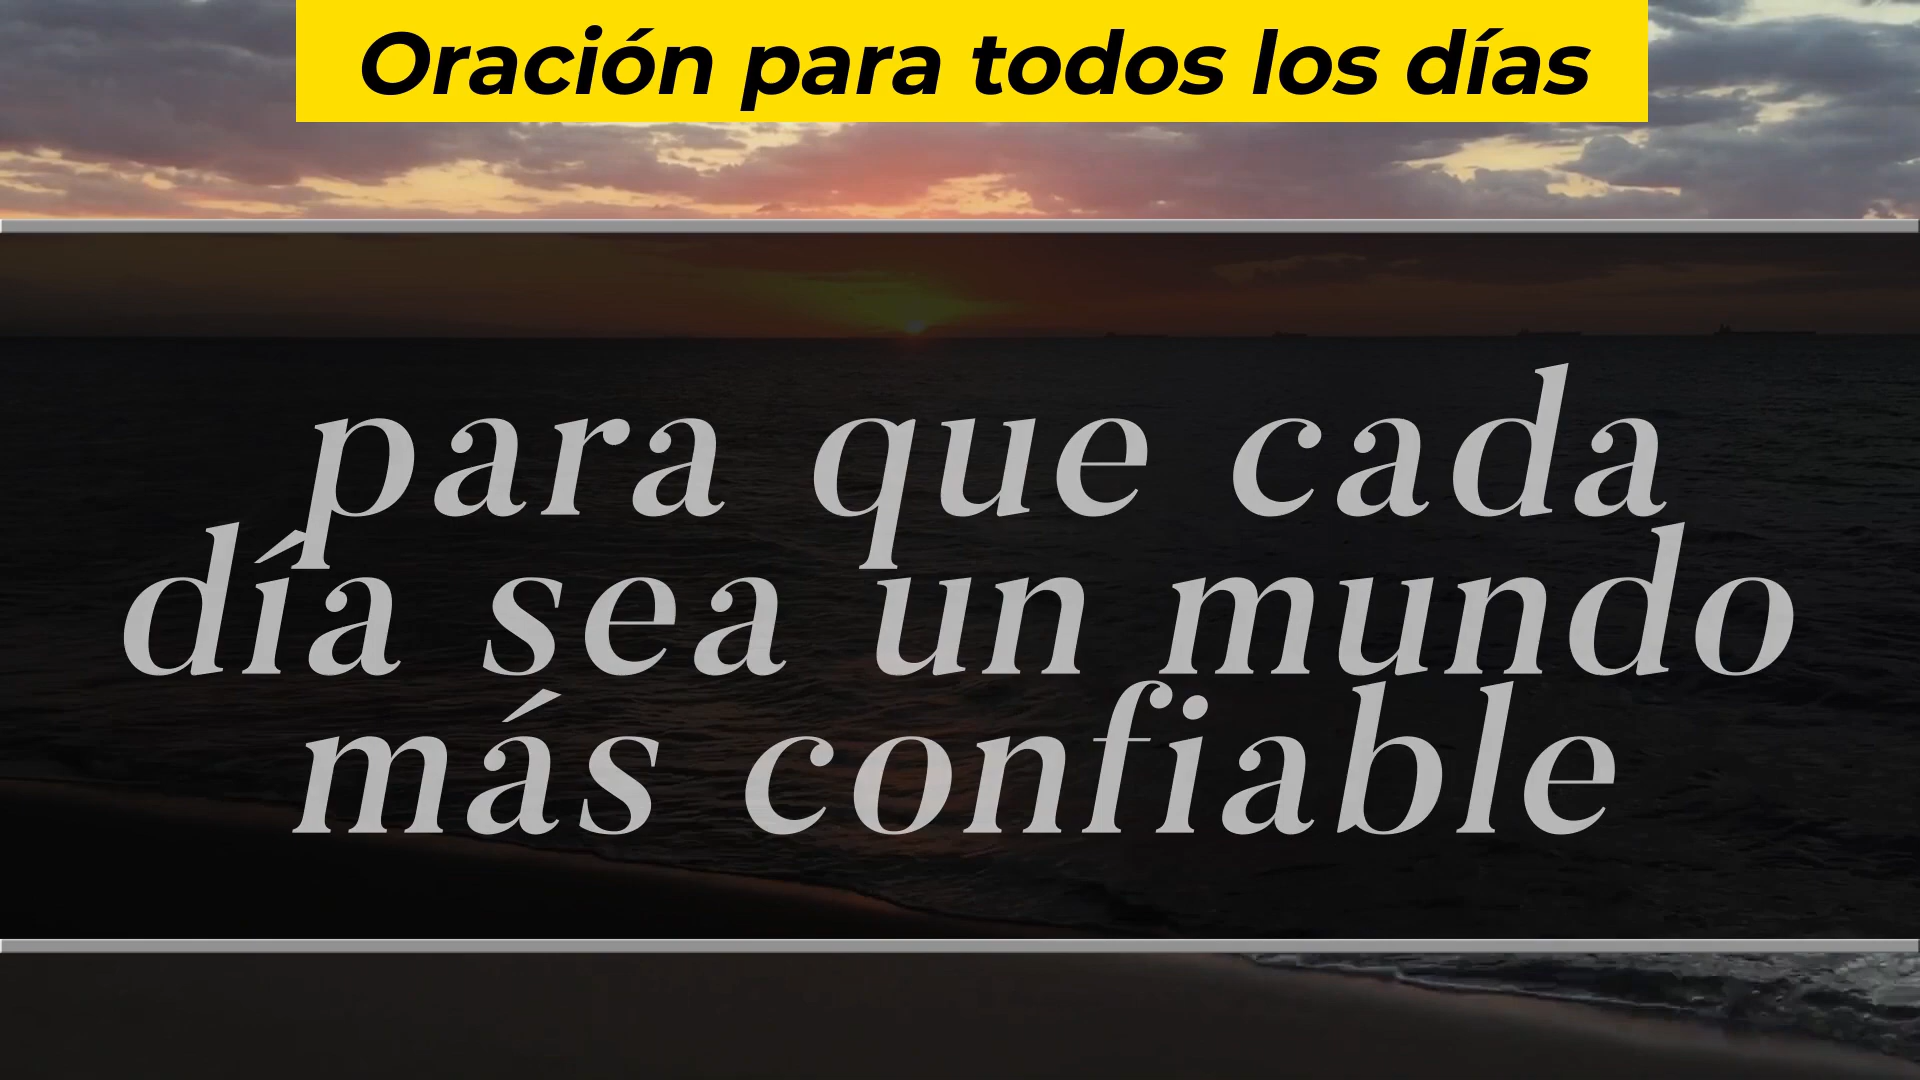 Oración para todos los días
para que cada
día sea un mundo
más confiable